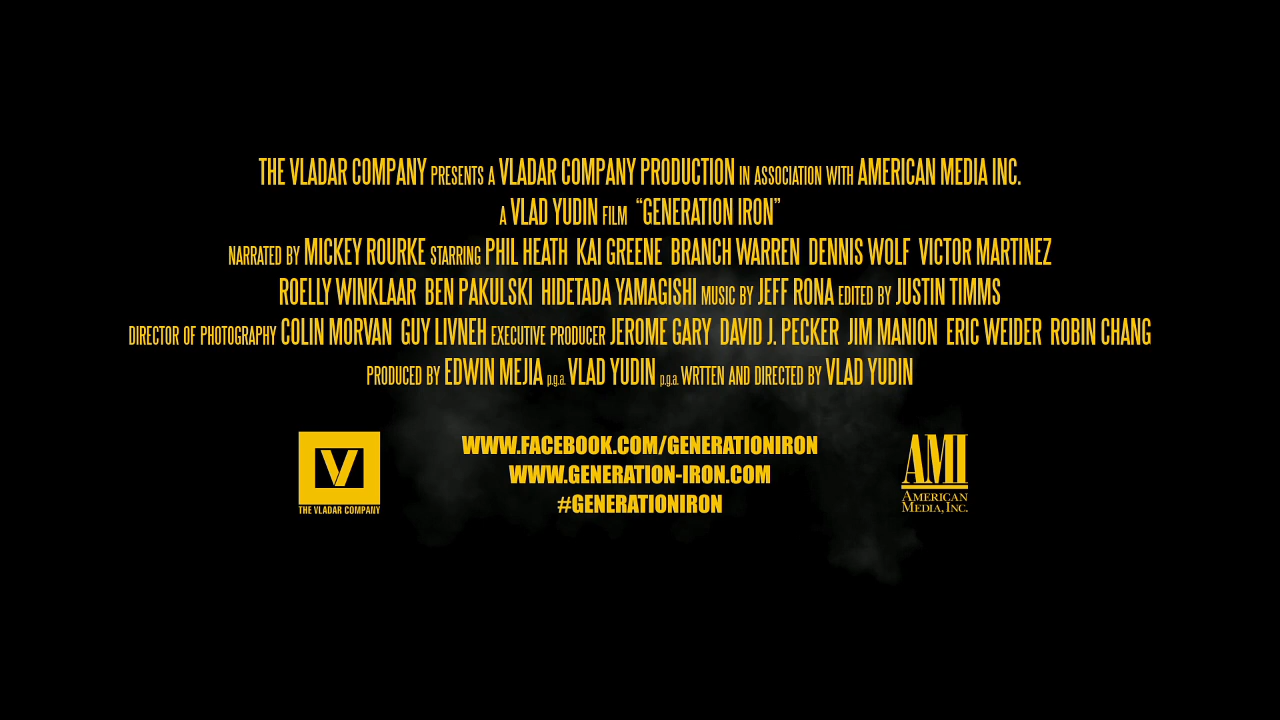 THE VLADAR COMPANY PRESENTS A VLADAR COMPANY PRODUCTION IN ASSOCIATION WITH AMERICAN MEDIA INC.
A VLAD YUDIN FILM "GENERATION IRON"
NARRATED BY MICKEY ROURKE STARRING PHIL HEATH KAI GREENE BRANCH WARREN DENNIS WOLF VICTOR MARTINEZ
ROELLY WINKLAAR BEN PAKULSKI HIDETADA YAMAGISHI MUSIC BY JEFF RONA EDITED BY JUSTIN TIMMS
DIRECTOR OF PHOTOGRAPHY COLIN MORVAN GUY LIVNEH EXECUTIVE PRODUCER JEROME GARY DAVID J. PECKER JIM MANION ERIC WEIDER ROBIN CHANG
PRODUCED BY EDWIN MEJIA p.g.a. VLAD YUDIN p.g.a. WRTTEN AND DIRECTED BY VLAD YUDIN
V
THE VLADAR COMPANY
WWW.FACEBOOK.COM/GENERATIONIRON
WWW.GENERATION-IRON.COM
#GENERATIONIRON
AMI
AMERICAN
MEDIA, INC.